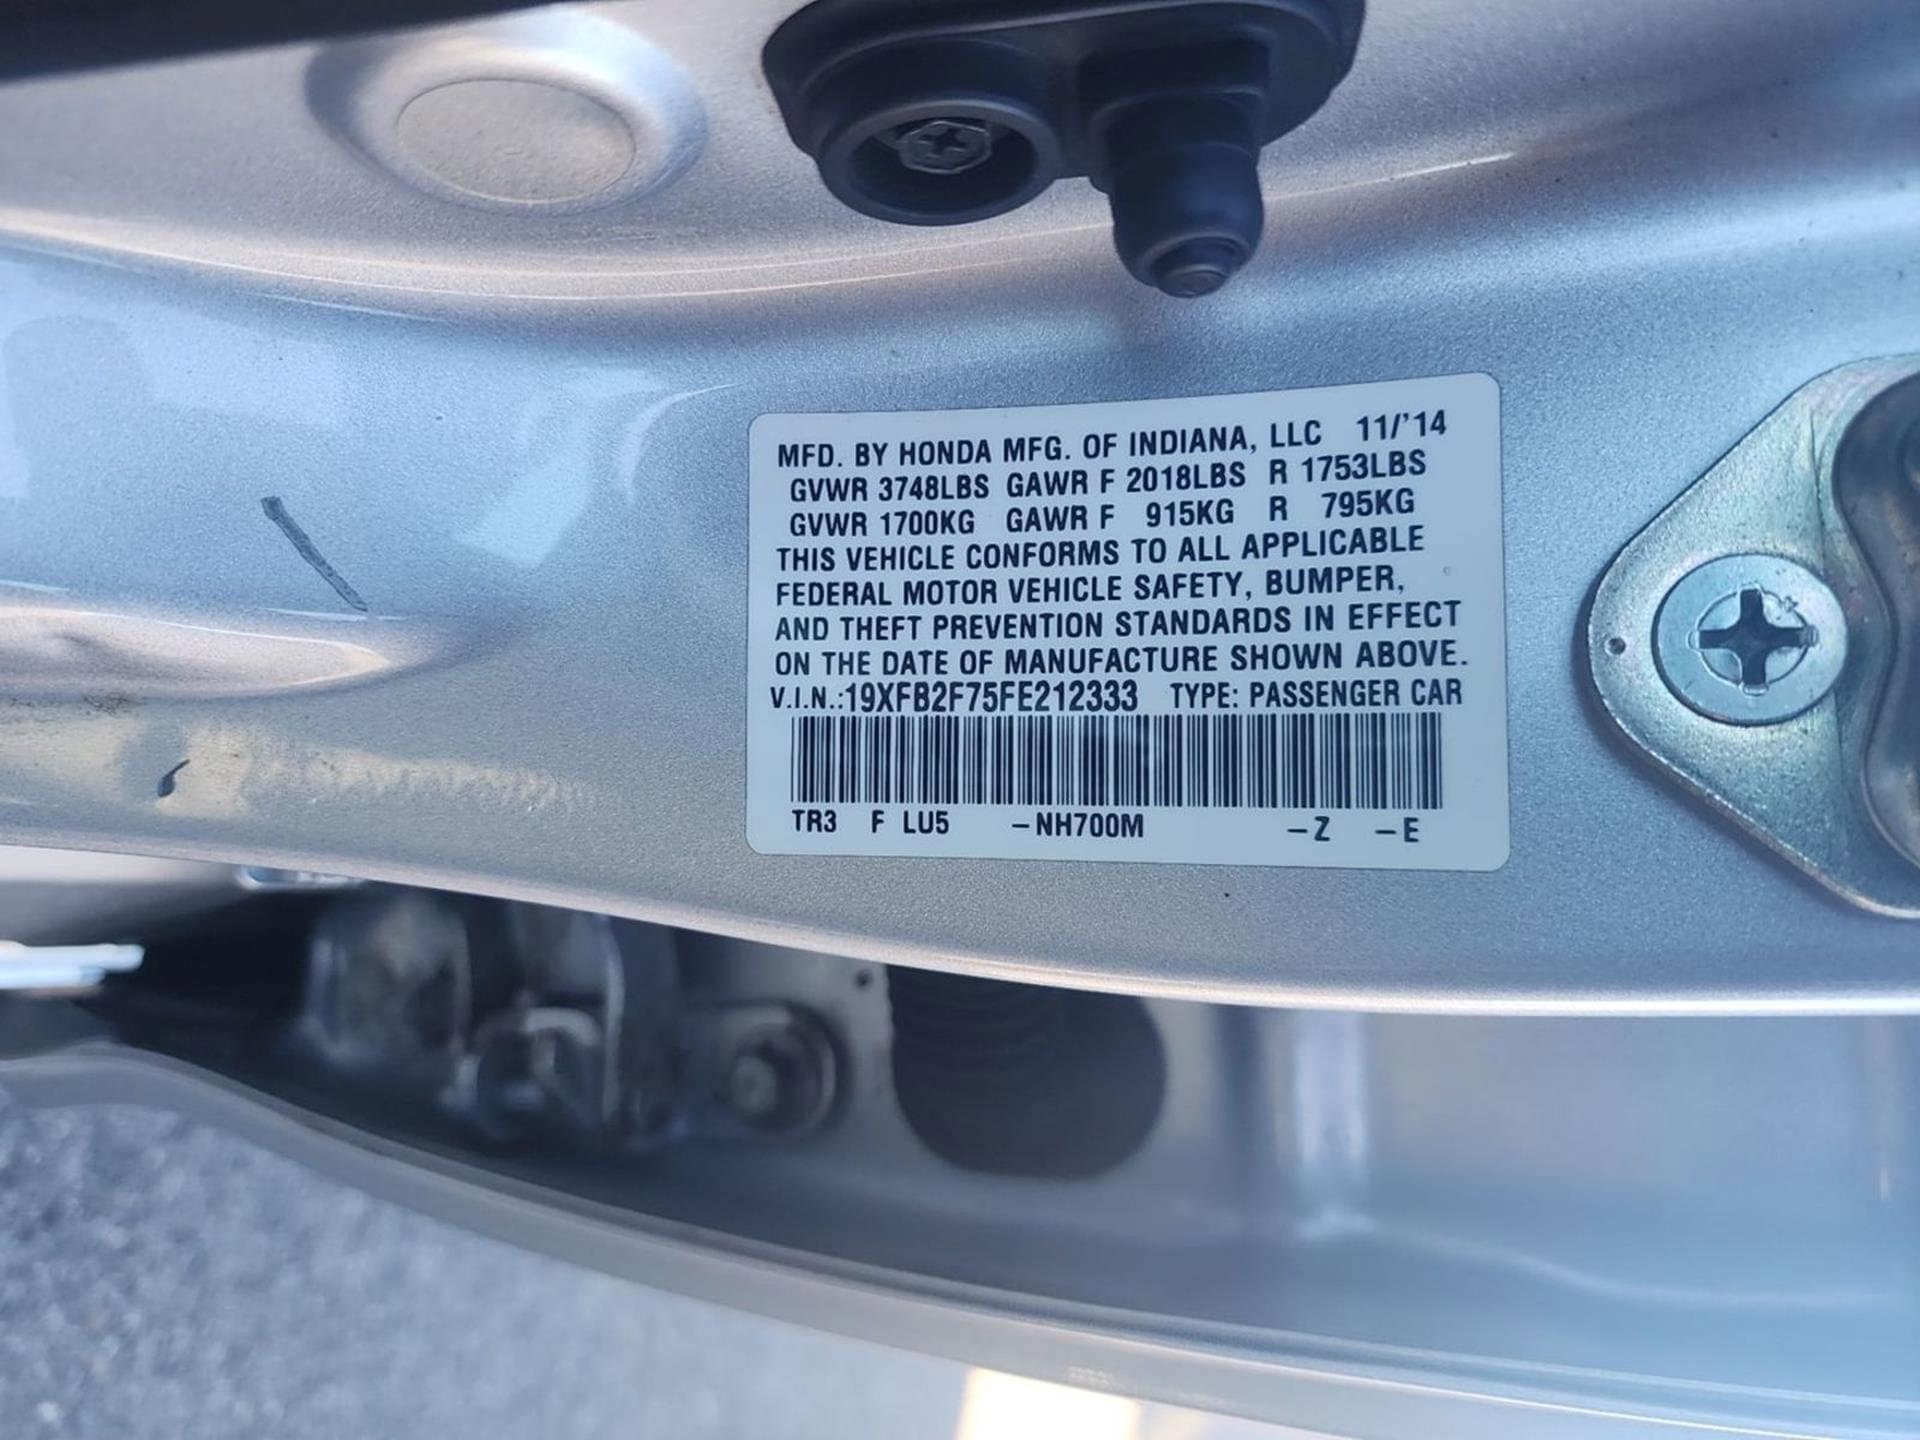 MFD. BY HONDA MFG. OF INDIANA, LLC 11/'14
GVWR 3748LBS GAWR F 2018LBS R 1753LBS
GVWR 1700KG GAWR F 915KG R 795KG
THIS VEHICLE CONFORMS TO ALL APPLICABLE
FEDERAL MOTOR VEHICLE SAFETY, BUMPER,
AND THEFT PREVENTION STANDARDS IN EFFECT
ON THE DATE OF MANUFACTURE SHOWN ABOVE.
V.I.N.:19XFB2F75FE212333 TYPE: PASSENGER CAR
TR3 F LU5 -NH700M -Z -E